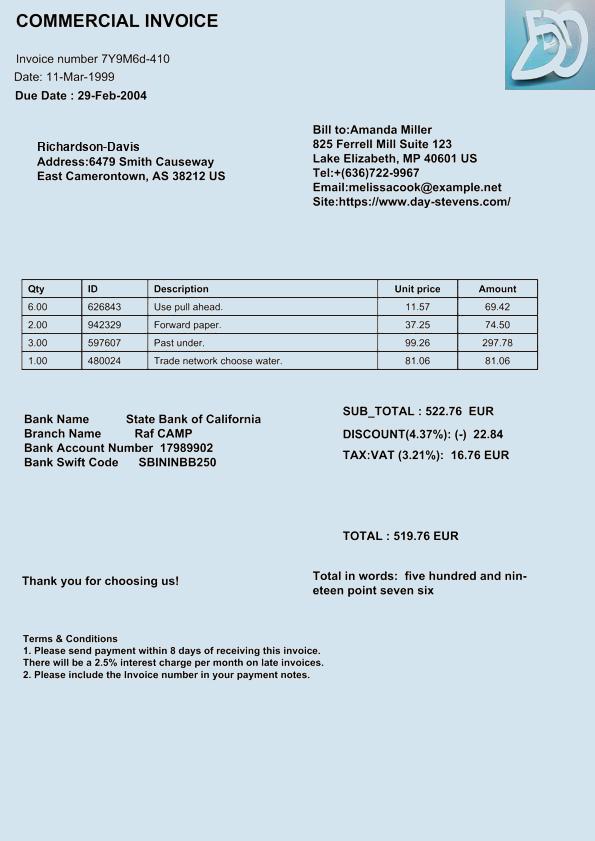 COMMERCIAL INVOICE
Invoice number 7Y9M6d-410
Date: 11-Mar-1999
Due Date : 29-Feb-2004
Richardson-Davis
Address:6479 Smith Causeway
East Camerontown, AS 38212 US
Bill to:Amanda Miller
825 Ferrell Mill Suite 123
Lake Elizabeth, MP 40601 US
Tel:+(636)722-9967
Email:melissacook@example.net
Site:https://www.day-stevens.com/
Qty ID Description Unit price Amount
6.00 626843 Use pull ahead. 11.57 69.42
2.00 942329 Forward paper. 37.25 74.50
3.00 597607 Past under. 99.26 297.78
1.00 480024 Trade network choose water. 81.06 81.06
Bank Name State Bank of California
Branch Name Raf CAMP
Bank Account Number 17989902
Bank Swift Code SBININBB250
SUB_TOTAL : 522.76 EUR
DISCOUNT(4.37%): (-) 22.84
TAX:VAT (3.21%): 16.76 EUR
TOTAL : 519.76 EUR
Thank you for choosing us!
Total in words: five hundred and nin-
eteen point seven six
Terms & Conditions
1. Please send payment within 8 days of receiving this invoice.
There will be a 2.5% interest charge per month on late invoices.
2. Please include the Invoice number in your payment notes.